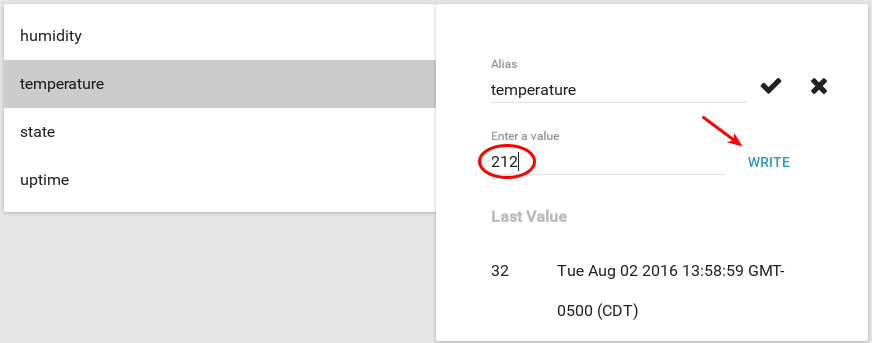 humidity
temperature
state
uptime
Alias
temperature
Enter a value
212
WRITE
Last Value
32
Tue Aug 02 2016 13:58:59 GMT-
0500 (CDT)